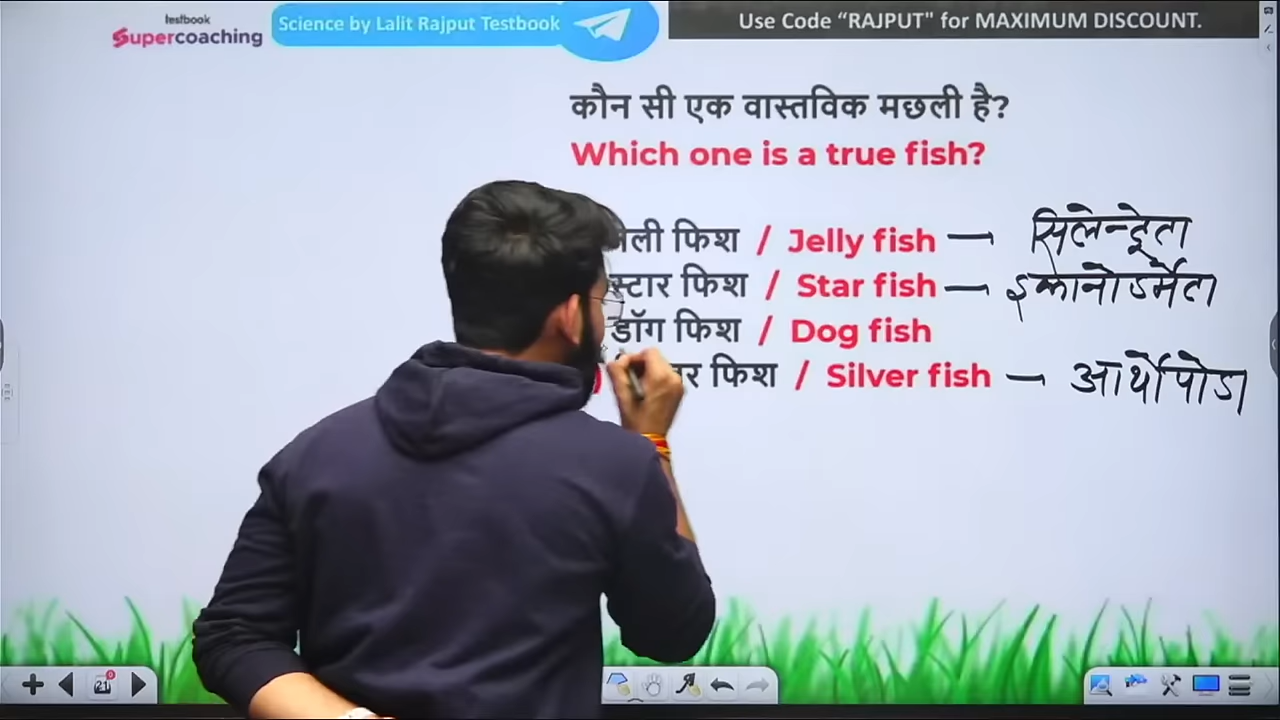 testbook
Supercoaching
Science by Lalit Rajput Testbook
Use Code “RAJPUT" for MAXIMUM DISCOUNT.
कौन सी एक वास्तविक मछली है?
Which one is a true fish?
फिश / Jelly fish — सिलेन्ट्रेटा
स्टार फिश / Star fish — इकानोडर्मेटा
डॉग फिश / Dog fish
फिश / Silver fish — आर्थोपोडा
21